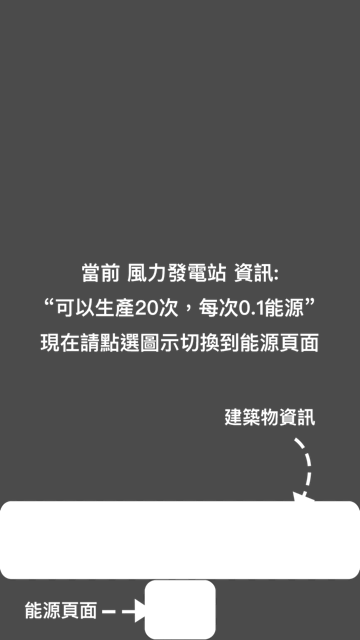 當前 風力發電站 資訊:
“可以生產20次，每次0.1能源”
現在請點選圖示切換到能源頁面
建築物資訊
能源頁面